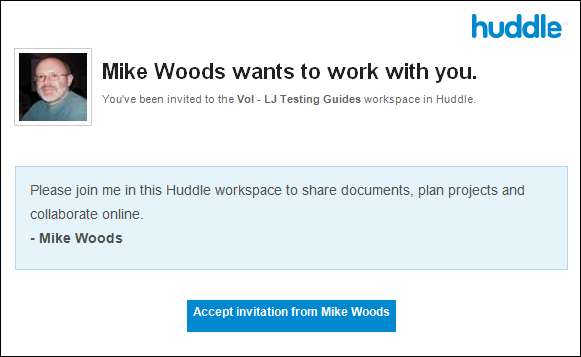 huddle
Mike Woods wants to work with you.
You've been invited to the Vol - LJ Testing Guides workspace in Huddle.
Please join me in this Huddle workspace to share documents, plan projects and
collaborate online.
- Mike Woods
Accept invitation from Mike Woods